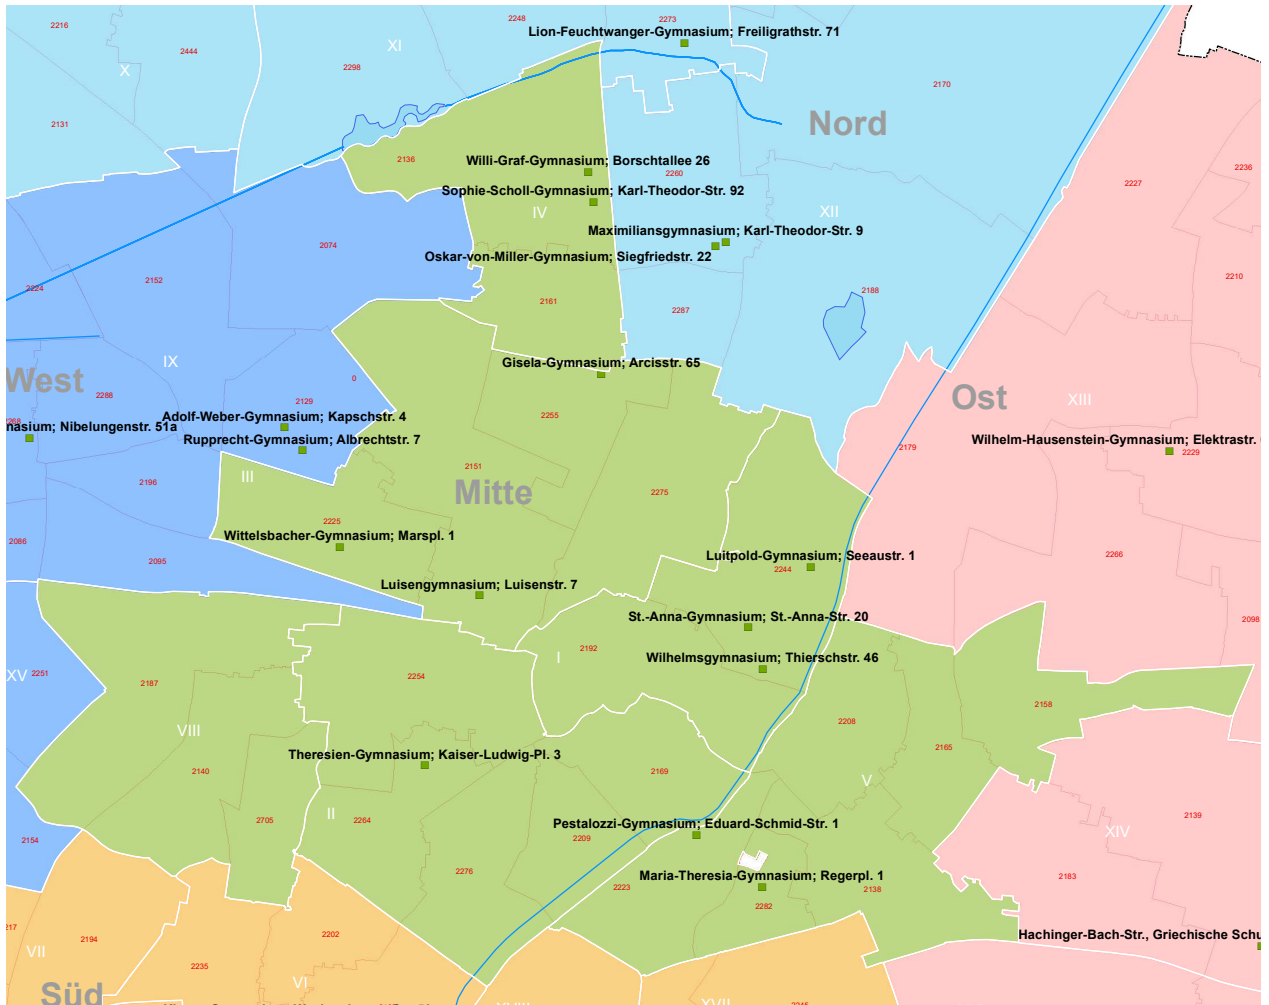 2216
2248
2273
Lion-Feuchtwanger-Gymnasium; Freiligrathstr. 71
XI
2444
2298
X
2170
2131
Nord
2136
Willi-Graf-Gymnasium; Borschtallee 26
2260
2236
2227
Sophie-Scholl-Gymnasium; Karl-Theodor-Str. 92
IV
XII
Maximiliansgymnasium; Karl-Theodor-Str. 9
2074
Oskar-von-Miller-Gymnasium; Siegfriedstr. 22
2152
2210
2224
2188
2161
2287
IX
Gisela-Gymnasium; Arcisstr. 65
West
0
Ost
2288
2129
XIII
2255
Adolf-Weber-Gymnasium; Kapschstr. 4
nasium; Nibelungenstr. 51a
Rupprecht-Gymnasium; Albrechtstr. 7
2179
Wilhelm-Hausenstein-Gymnasium; Elektrastr.
2229
2151
III
2196
Mitte
2275
2225
Wittelsbacher-Gymnasium; Marspl. 1
2086
2095
Luitpold-Gymnasium; Seeaustr. 1
2244
2266
Luisengymnasium; Luisenstr. 7
St.-Anna-Gymnasium; St.-Anna-Str. 20
2098
2192
I
Wilhelmsgymnasium; Thierschstr. 46
XV
2251
2187
2254
2158
2208
VIII
2165
Theresien-Gymnasium; Kaiser-Ludwig-Pl. 3
2140
2169
V
II
2264
2705
Pestalozzi-Gymnasium; Eduard-Schmid-Str. 1
2139
XIV
2154
2209
2276
Maria-Theresia-Gymnasium; Regerpl. 1
2223
2138
2183
2282
217
2194
2202
Hachinger-Bach-Str., Griechische Schu
VII
2235
VI
Süd
XVIII
XVII
2245